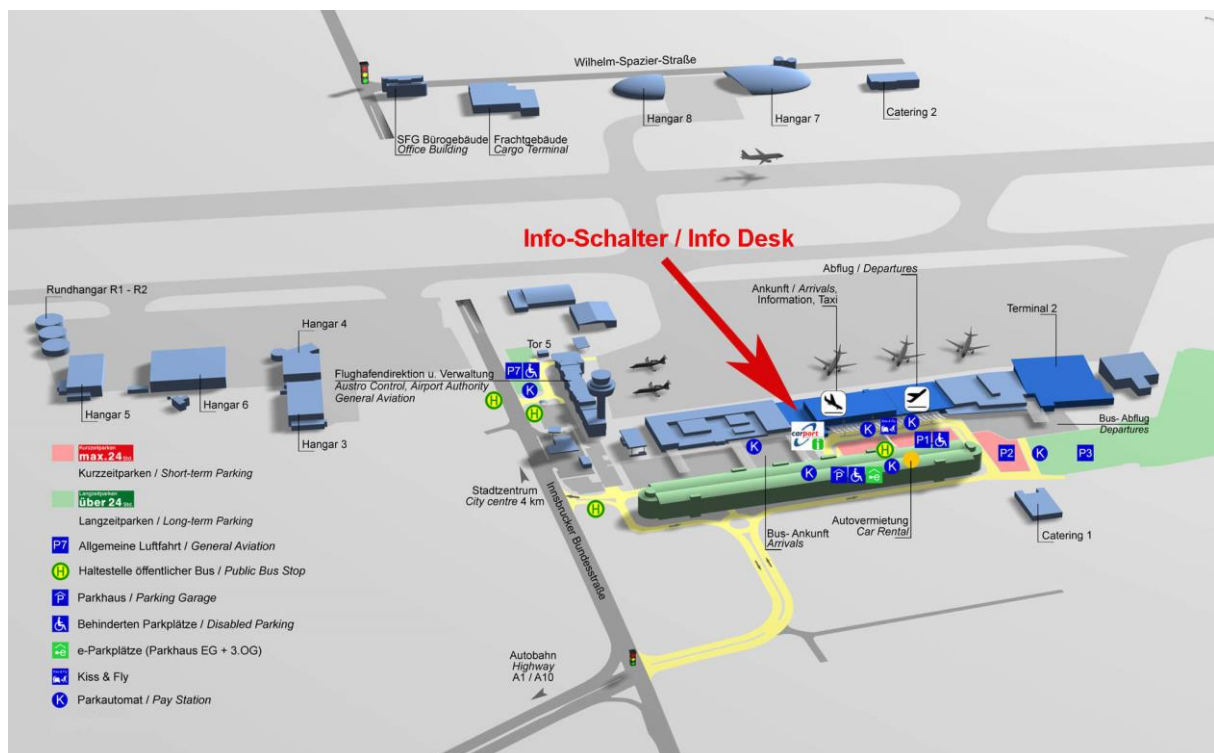 Wilhelm-Spazier-Straße
SFG Bürogebäude
Office Building
Frachtgebäude
Cargo Terminal
Hangar 8
Hangar 7
Catering 2
Info-Schalter / Info Desk
Abflug / Departures
Ankunft / Arrivals,
Information, Taxi
Terminal 2
Rundhangar R1 - R2
Hangar 4
Tor 5
Flughafendirektion u. Verwaltung
Austro Control, Airport Authority
General Aviation
P7
K
H
H
Hangar 5
Hangar 6
Hangar 3
Bus- Abflug
Departures
carport
i
K
K
K
P1
H
P2
K
P3
K
K
P
e
K
Stadtzentrum
City centre 4 km
H
Innsbrucker Bundesstraße
Bus- Ankunft
Arrivals
Autovermietung
Car Rental
Catering 1
Kurzzeitparken
max.24 Std.
Kurzzeitparken / Short-term Parking
Langzeitparken
über 24 Std.
Langzeitparken / Long-term Parking
P7 Allgemeine Luftfahrt / General Aviation
H Haltestelle öffentlicher Bus / Public Bus Stop
P Parkhaus / Parking Garage
Behinderten Parkplätze / Disabled Parking
e e-Parkplätze (Parkhaus EG + 3.OG)
Kiss & Fly
K Parkautomat / Pay Station
Autobahn
Highway
A1 / A10